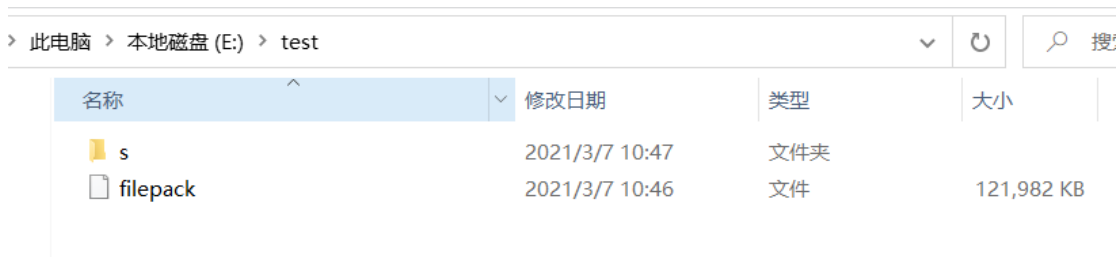 此电脑 > 本地磁盘 (E:) > test 搜
名称 修改日期 类型 大小
s 2021/3/7 10:47 文件夹
filepack 2021/3/7 10:46 文件 121,982 KB